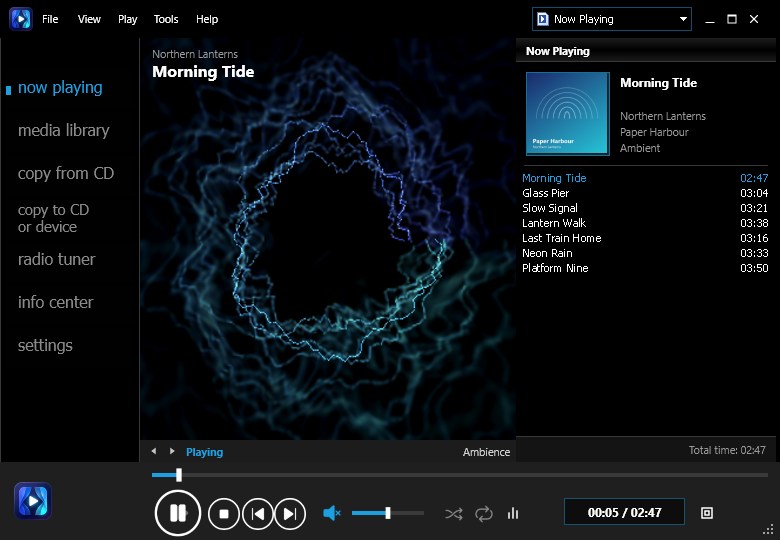 File View Play Tools Help
Now Playing
now playing
media library
copy from CD
copy to CD
or device
radio tuner
info center
settings
Northern Lanterns
Morning Tide
Now Playing
Morning Tide
Northern Lanterns
Paper Harbour
Ambient
Paper Harbour
Northern Lanterns
Morning Tide 02:47
Glass Pier 03:04
Slow Signal 03:21
Lantern Walk 03:38
Last Train Home 03:16
Neon Rain 03:33
Platform Nine 03:50
Playing Ambience
Total time: 02:47
00:05 / 02:47